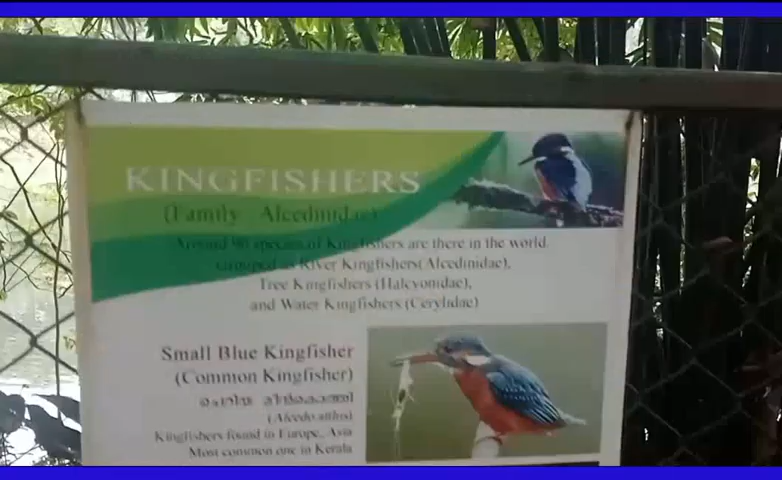 KINGFISHERS
(Family Alcedinidae)
Around 90 species of Kingfishers are there in the world.
Grouped as River Kingfishers(Alcedinidae),
Tree Kingfishers (Halcyonidae),
and Water Kingfishers (Cerylidae)
Small Blue Kingfisher
(Common Kingfisher)
ചെറിയ മീൻകൊത്തി
(Alcedo atthis)
Kingfishers found in Europe, Asia
Most common one in Kerala